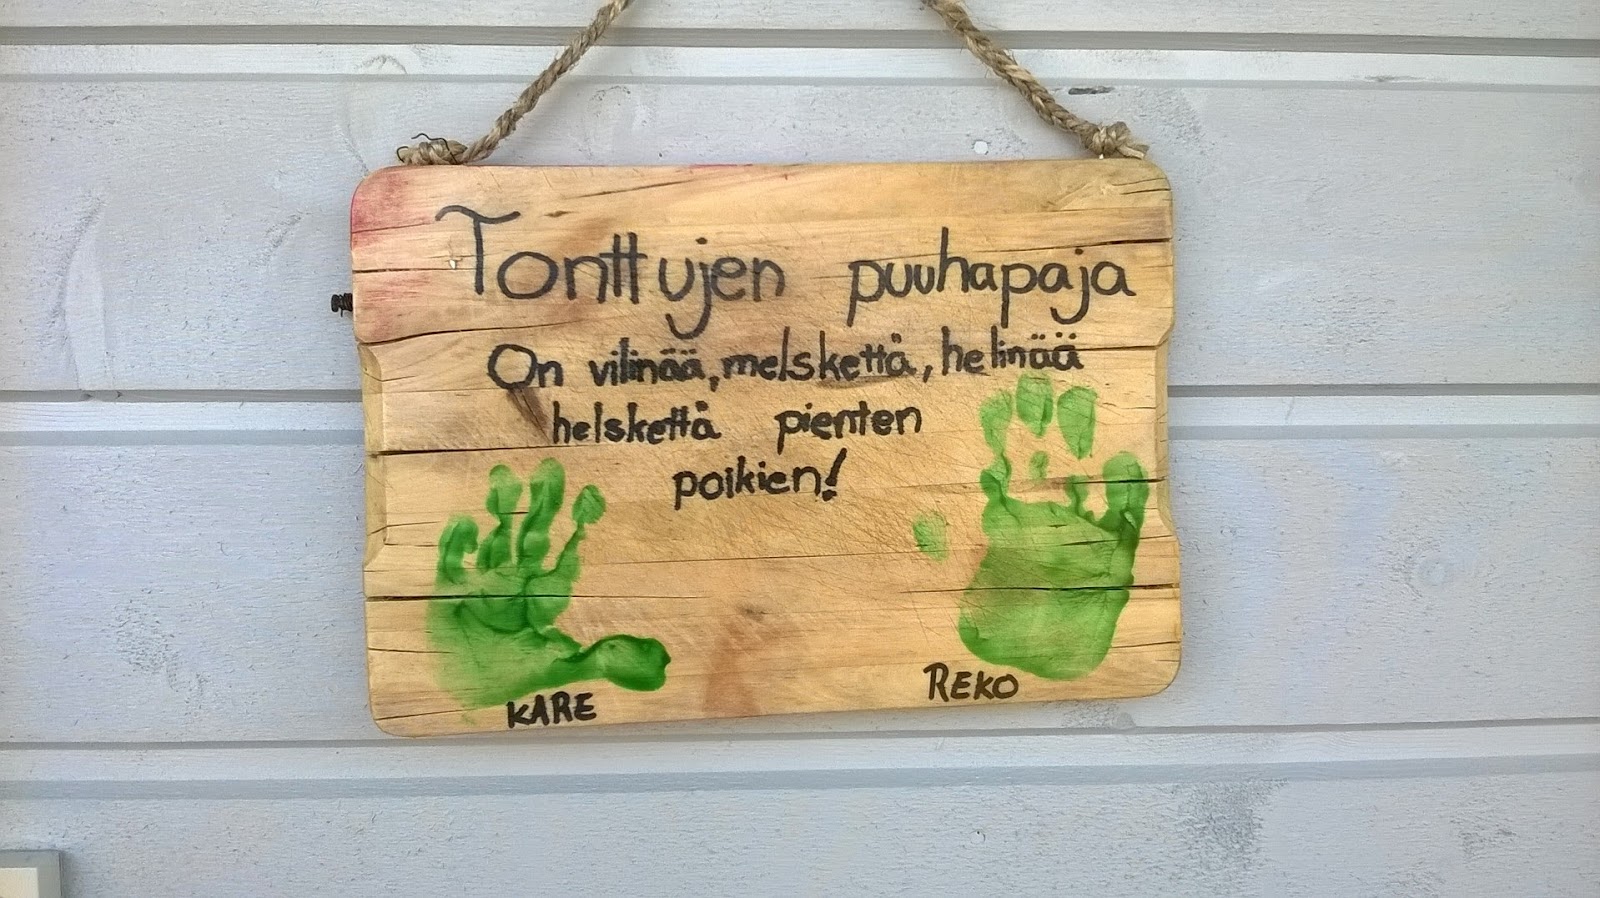 Tonttujen puuhapaja
On vilinää, melskettä, helinää
helskettä pienten
poikien!
KARE
REKO